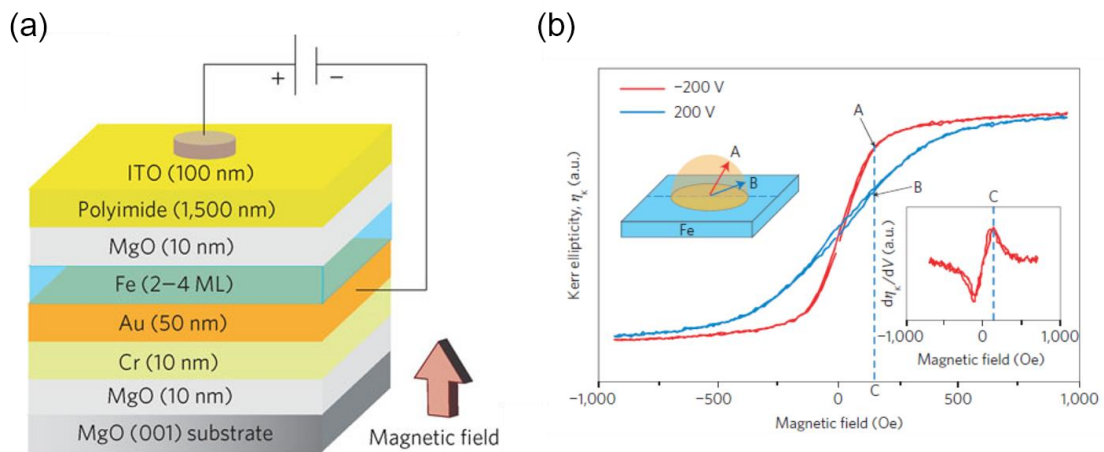 (a)
+ −
ITO (100 nm)
Polyimide (1,500 nm)
MgO (10 nm)
Fe (2–4 ML)
Au (50 nm)
Cr (10 nm)
MgO (10 nm)
MgO (001) substrate
Magnetic field
(b)
−200 V
200 V
A
B
A
B
Fe
C
Kerr ellipticity, ηK (a.u.)
−1,000 −500 0 500 1,000
C
Magnetic field (Oe)
C
dηK/dV (a.u.)
−1,000 0 1,000
Magnetic field (Oe)